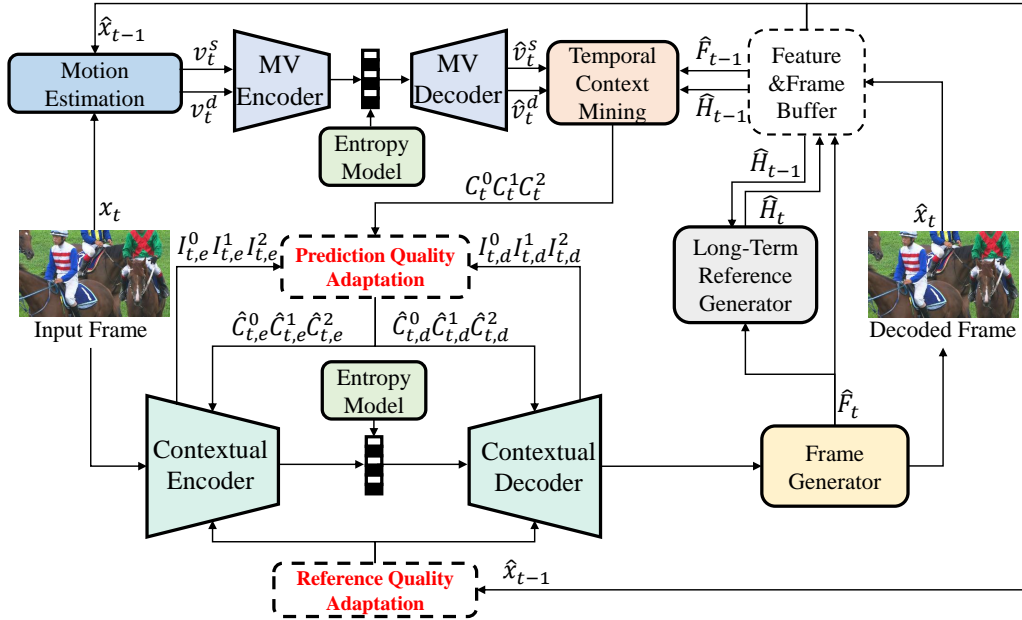 x̂_{t-1}
v_t^s
v_t^d
Motion
Estimation
MV
Encoder
MV
Decoder
v̂_t^s
v̂_t^d
Temporal
Context
Mining
F̂_{t-1}
Ĥ_{t-1}
Feature
&Frame
Buffer
Entropy
Model
C_t^0 C_t^1 C_t^2
Ĥ_{t-1}
Ĥ_t
x_t
x̂_t
I_{t,e}^0 I_{t,e}^1 I_{t,e}^2
Prediction Quality
Adaptation
I_{t,d}^0 I_{t,d}^1 I_{t,d}^2
Long-Term
Reference
Generator
Input Frame
Decoded Frame
Ĉ_{t,e}^0 Ĉ_{t,e}^1 Ĉ_{t,e}^2
Ĉ_{t,d}^0 Ĉ_{t,d}^1 Ĉ_{t,d}^2
Entropy
Model
F̂_t
Contextual
Encoder
Contextual
Decoder
Frame
Generator
Reference Quality
Adaptation
x̂_{t-1}